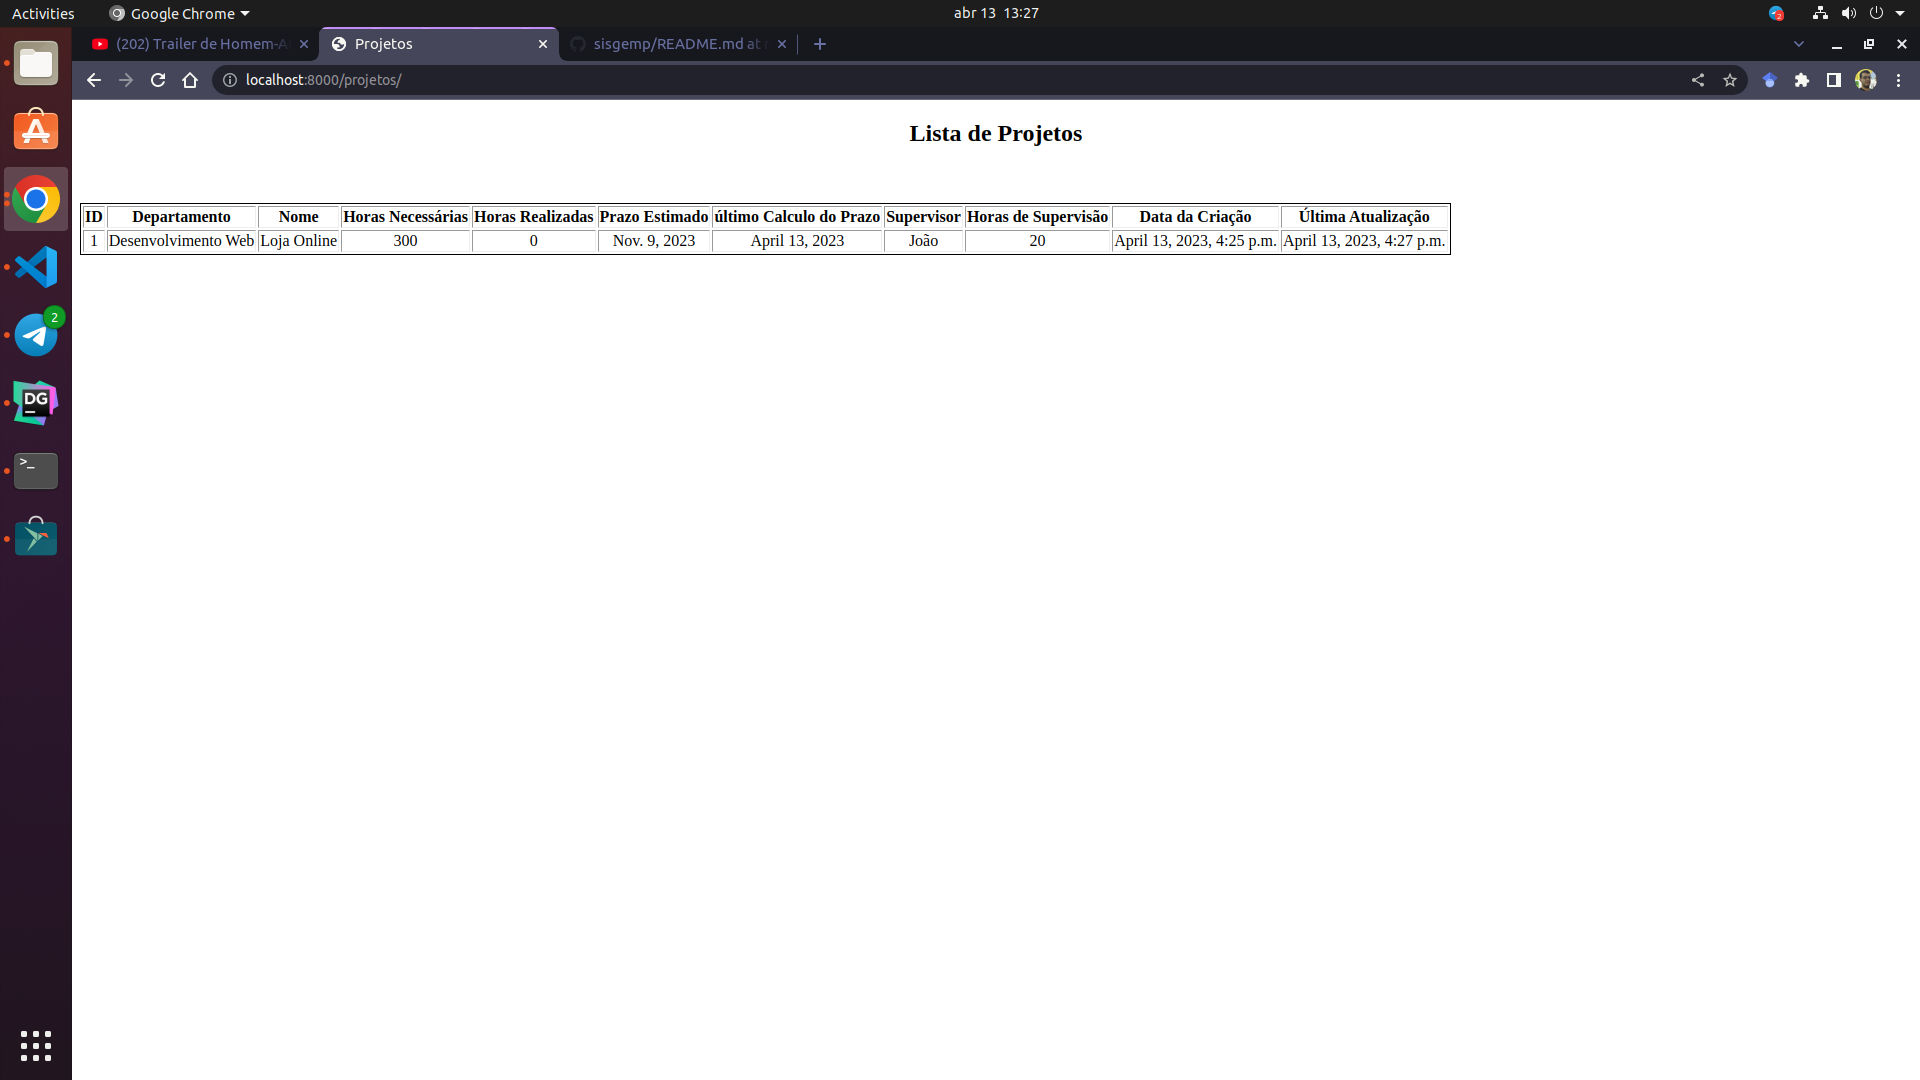 Activities Google Chrome abr 13 13:27 2
(202) Trailer de Homem-A Projetos sisgemp/README.md at
localhost:8000/projetos/
Lista de Projetos
ID Departamento Nome Horas Necessárias Horas Realizadas Prazo Estimado último Calculo do Prazo Supervisor Horas de Supervisão Data da Criação Última Atualização
1 Desenvolvimento Web Loja Online 300 0 Nov. 9, 2023 April 13, 2023 João 20 April 13, 2023, 4:25 p.m. April 13, 2023, 4:27 p.m.
2
DG
>_